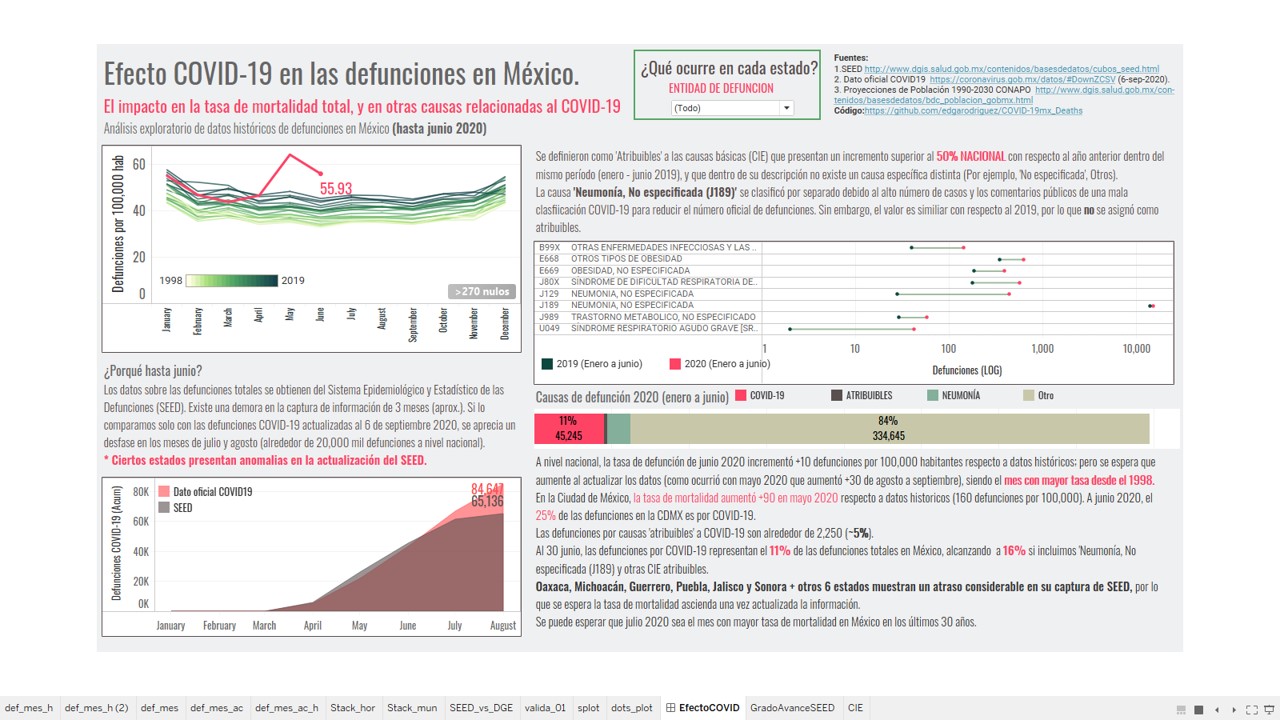 Efecto COVID-19 en las defunciones en México.
El impacto en la tasa de mortalidad total, y en otras causas relacionadas al COVID-19
Análisis exploratorio de datos históricos de defunciones en México (hasta junio 2020)
¿Qué ocurre en cada estado?
ENTIDAD DE DEFUNCION
(Todo)
Fuentes:
1.SEED http://www.dgis.salud.gob.mx/contenidos/basesdedatos/cubos_seed.html
2. Dato oficial COVID19 https://coronavirus.gob.mx/datos/#DownZCSV (6-sep-2020).
3. Proyecciones de Población 1990-2030 CONAPO http://www.dgis.salud.gob.mx/con-
tenidos/basesdedatos/bdc_poblacion_gobmx.html
Código:https://github.com/edgarodriguez/COVID-19mx_Deaths
Defunciones por 100,000 hab
60
40
20
0
55.93
1998
2019
>270 nulos
January
February
March
April
May
June
July
August
September
October
November
December
¿Porqué hasta junio?
Los datos sobre las defunciones totales se obtienen del Sistema Epidemiológico y Estadístico de las
Defunciones (SEED). Existe una demora en la captura de información de 3 meses (aprox.). Si lo
comparamos solo con las defunciones COVID-19 actualizadas al 6 de septiembre 2020, se aprecia un
desfase en los meses de julio y agosto (alrededor de 20,000 mil defunciones a nivel nacional).
* Ciertos estados presentan anomalias en la actualización del SEED.
Defunciones COVID-19 (Acum)
80K
60K
40K
20K
0K
Dato oficial COVID19
SEED
84,647
65,136
January
February
March
April
May
June
July
August
Se definieron como 'Atribuibles' a las causas básicas (CIE) que presentan un incremento superior al 50% NACIONAL con respecto al año anterior dentro del
mismo período (enero - junio 2019), y que dentro de su descripción no existe un causa específica distinta (Por ejemplo, 'No especificada', Otros).
La causa 'Neumonía, No especificada (J189)' se clasificó por separado debido al alto número de casos y los comentarios públicos de una mala
clasfiicación COVID-19 para reducir el número oficial de defunciones. Sin embargo, el valor es similiar con respecto al 2019, por lo que no se asignó como
atribuibles.
B99X OTRAS ENFERMEDADES INFECCIOSAS Y LAS ..
E668 OTROS TIPOS DE OBESIDAD
E669 OBESIDAD, NO ESPECIFICADA
J80X SINDROME DE DIFICULTAD RESPIRATORIA DE..
J129 NEUMONIA, NO ESPECIFICADA
J189 NEUMONIA, NO ESPECIFICADA
J989 TRASTORNO METABOLICO, NO ESPECIFICADO
U049 SINDROME RESPIRATORIO AGUDO GRAVE [SR..
1
10
100
1,000
10,000
2019 (Enero a junio)
2020 (Enero a junio)
Defunciones (LOG)
Causas de defunción 2020 (enero a junio)
COVID-19
ATRIBUIBLES
NEUMONÍA
Otro
11%
45,245
84%
334,645
A nivel nacional, la tasa de defunción de junio 2020 incrementó +10 defunciones por 100,000 habitantes respecto a datos históricos; pero se espera que
aumente al actualizar los datos (como ocurrió con mayo 2020 que aumentó +30 de agosto a septiembre), siendo el mes con mayor tasa desde el 1998.
En la Ciudad de México, la tasa de mortalidad aumentó +90 en mayo 2020 respecto a datos historicos (160 defunciones por 100,000). A junio 2020, el
25% de las defunciones en la CDMX es por COVID-19.
Las defunciones por causas 'atribuibles' a COVID-19 son alrededor de 2,250 (~5%).
Al 30 junio, las defunciones por COVID-19 representan el 11% de las defunciones totales en México, alcanzando a 16% si incluimos 'Neumonía, No
especificada (J189) y otras CIE atribuibles.
Oaxaca, Michoacán, Guerrero, Puebla, Jalisco y Sonora + otros 6 estados muestran un atraso considerable en su captura de SEED, por lo
que se espera la tasa de mortalidad ascienda una vez actualizada la información.
Se puede esperar que julio 2020 sea el mes con mayor tasa de mortalidad en México en los últimos 30 años.
def_mes_h
def_mes_h (2)
def_mes
def_mes_ac
def_mes_ac_h
Stack_hor
Stack_mun
SEED_vs_DGE
valida_01
splot
dots_plot
EfectoCOVID
GradoAvanceSEED
CIE